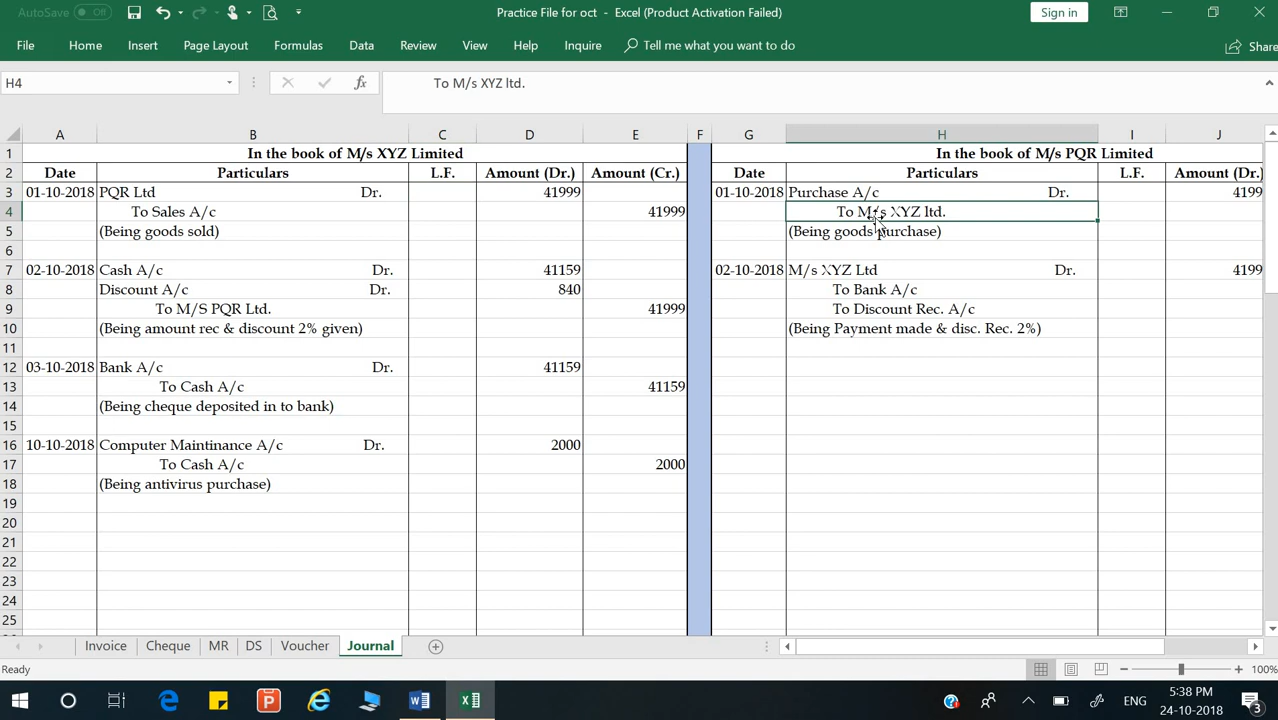 AutoSave Off
Practice File for oct - Excel (Product Activation Failed)
Sign in
File Home Insert Page Layout Formulas Data Review View Help Inquire Tell me what you want to do Share
H4 fx To M/s XYZ ltd.
A B C D E F G H I J
1 In the book of M/s XYZ Limited In the book of M/s PQR Limited
2 Date Particulars L.F. Amount (Dr.) Amount (Cr.) Date Particulars L.F. Amount (Dr.)
3 01-10-2018 PQR Ltd Dr. 41999 01-10-2018 Purchase A/c Dr. 4199
4 To Sales A/c 41999 To M/s XYZ ltd.
5 (Being goods sold) (Being goods purchase)
6
7 02-10-2018 Cash A/c Dr. 41159 02-10-2018 M/s XYZ Ltd Dr. 4199
8 Discount A/c Dr. 840 To Bank A/c
9 To M/S PQR Ltd. 41999 To Discount Rec. A/c
10 (Being amount rec & discount 2% given) (Being Payment made & disc. Rec. 2%)
11
12 03-10-2018 Bank A/c Dr. 41159
13 To Cash A/c 41159
14 (Being cheque deposited in to bank)
15
16 10-10-2018 Computer Maintinance A/c Dr. 2000
17 To Cash A/c 2000
18 (Being antivirus purchase)
19
20
21
22
23
24
25
Invoice Cheque MR DS Voucher Journal
Ready 100%
ENG 5:38 PM
24-10-2018 3